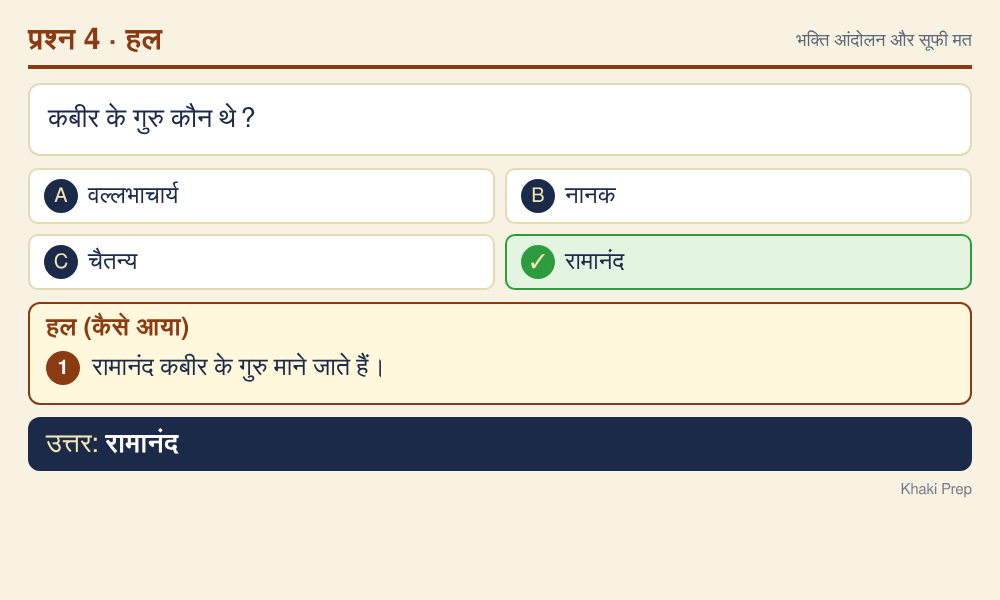 प्रश्न 4 · हल
भक्ति आंदोलन और सूफी मत
कबीर के गुरु कौन थे ?
A वल्लभाचार्य
B नानक
C चैतन्य
✓ रामानंद
हल (कैसे आया)
1 रामानंद कबीर के गुरु माने जाते हैं।
उत्तर: रामानंद
Khaki Prep